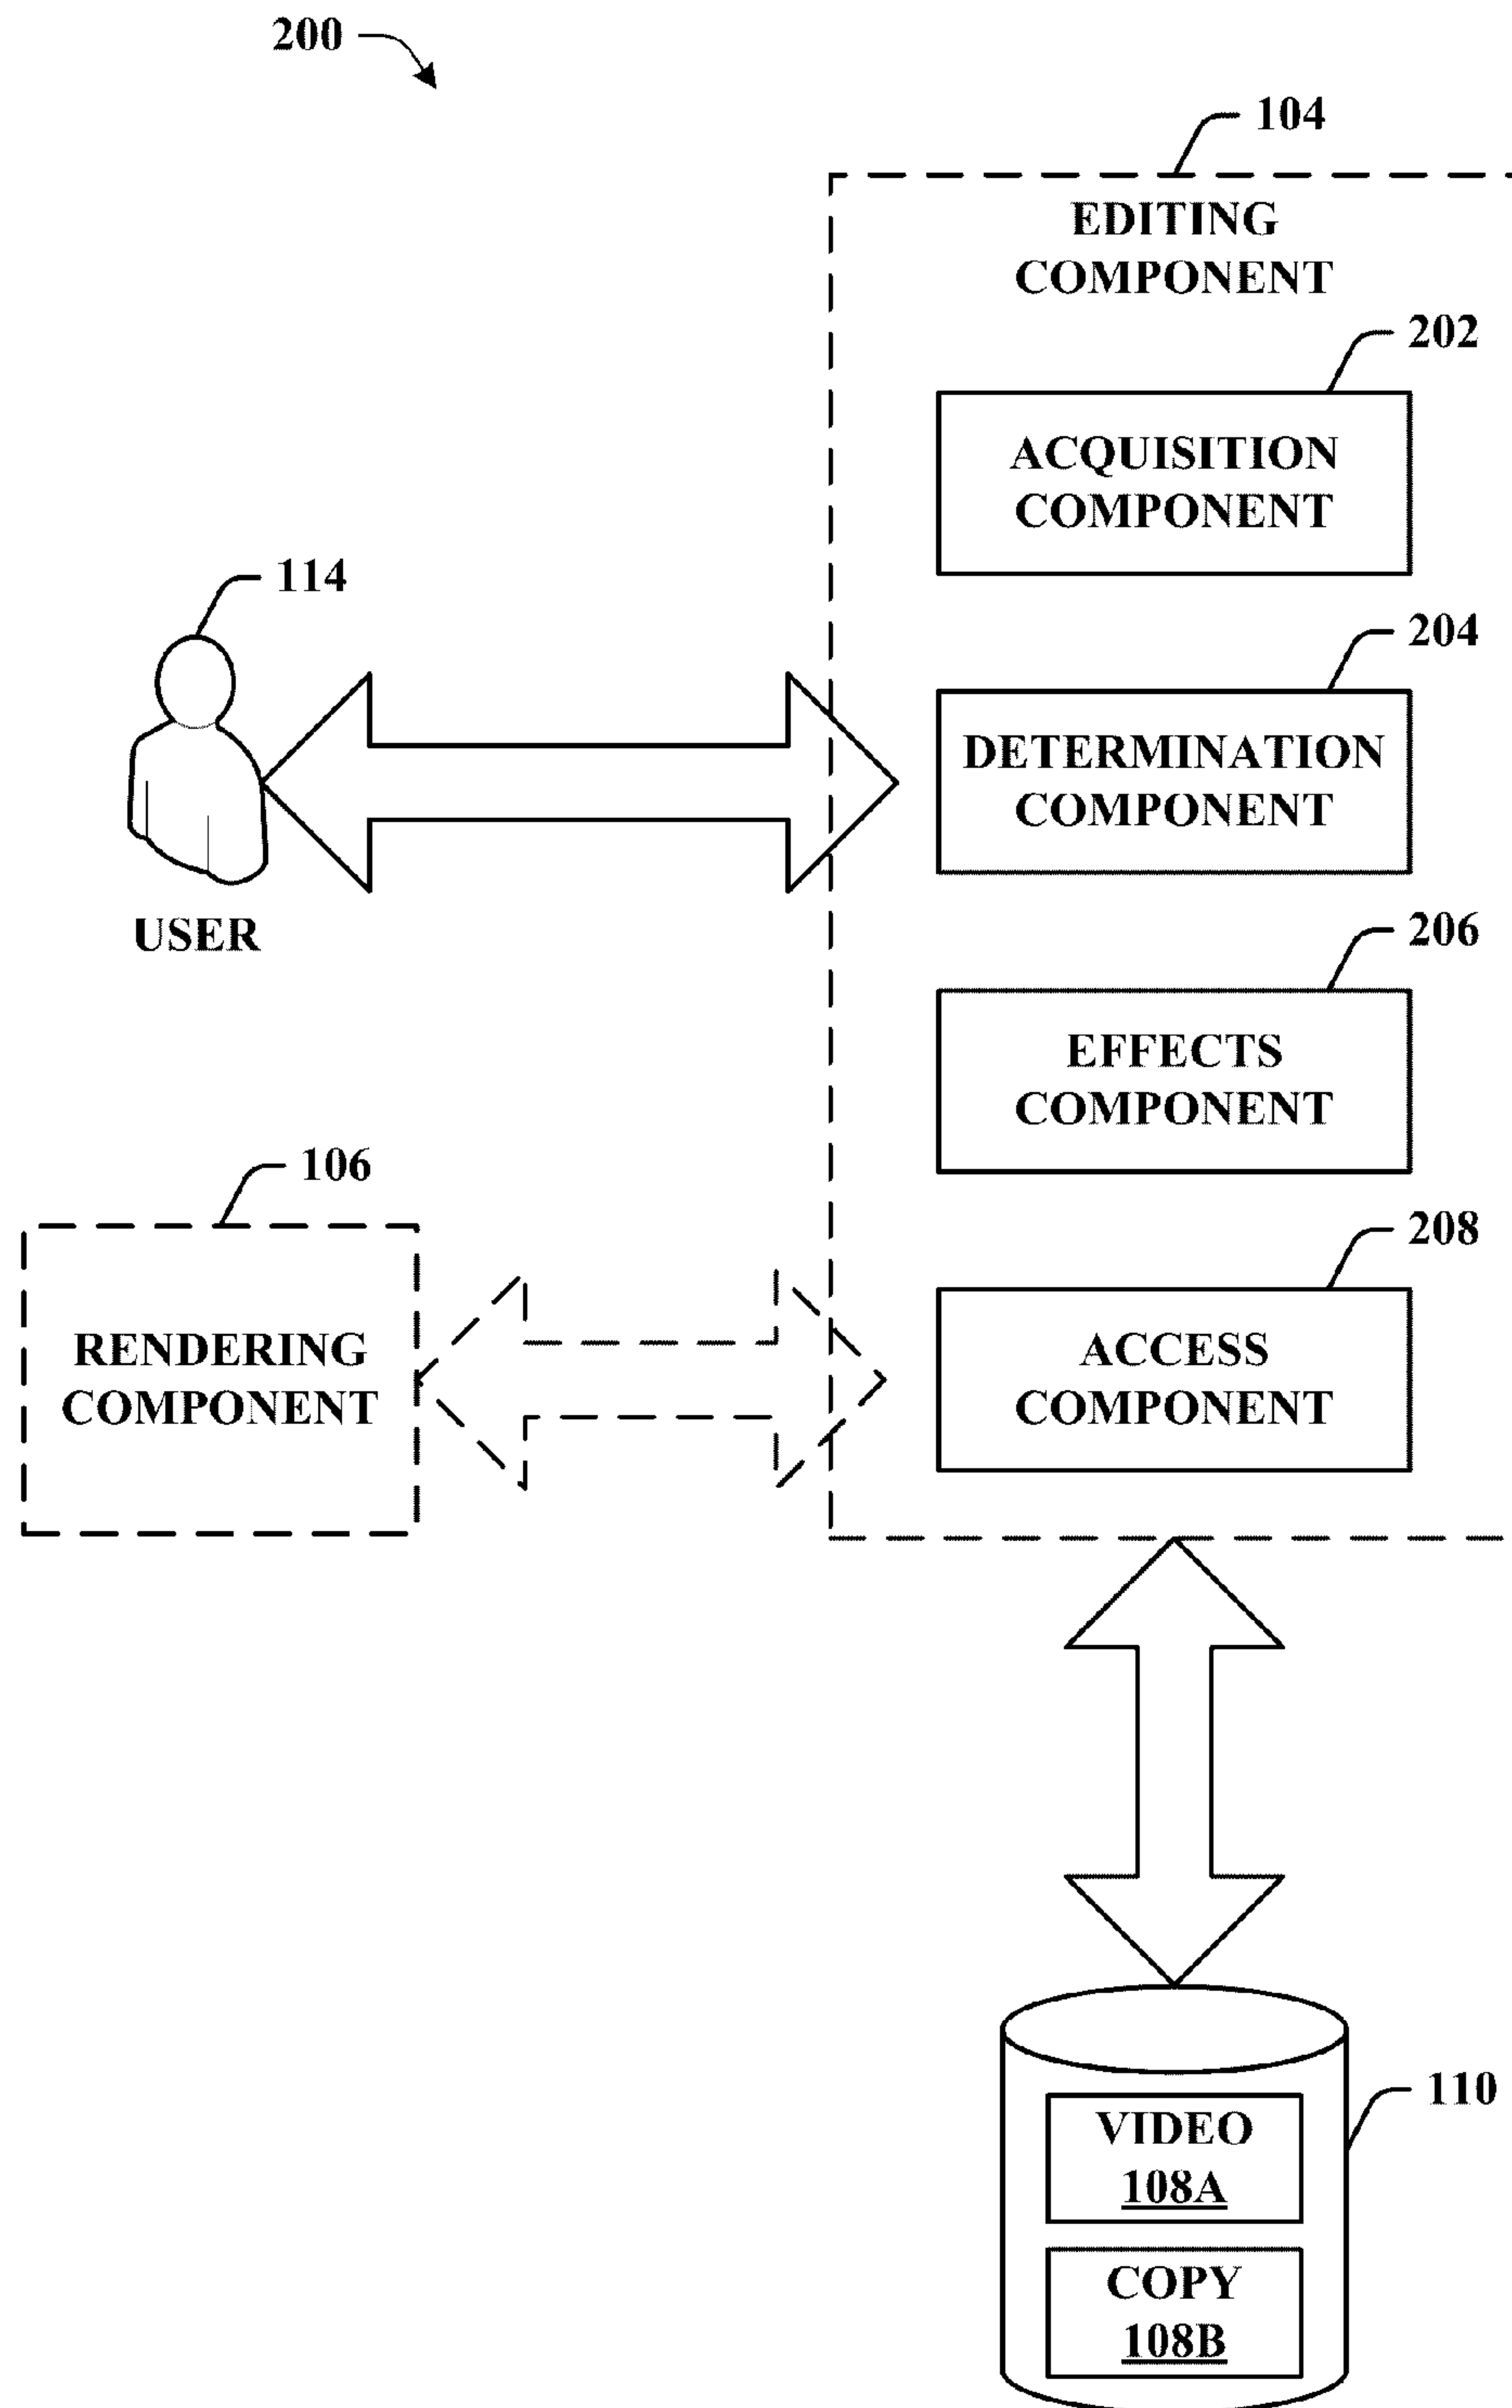 200
104
EDITING
COMPONENT
202
ACQUISITION
COMPONENT
114
204
DETERMINATION
COMPONENT
USER
206
EFFECTS
COMPONENT
106
208
RENDERING
COMPONENT
ACCESS
COMPONENT
110
VIDEO
108A
COPY
108B